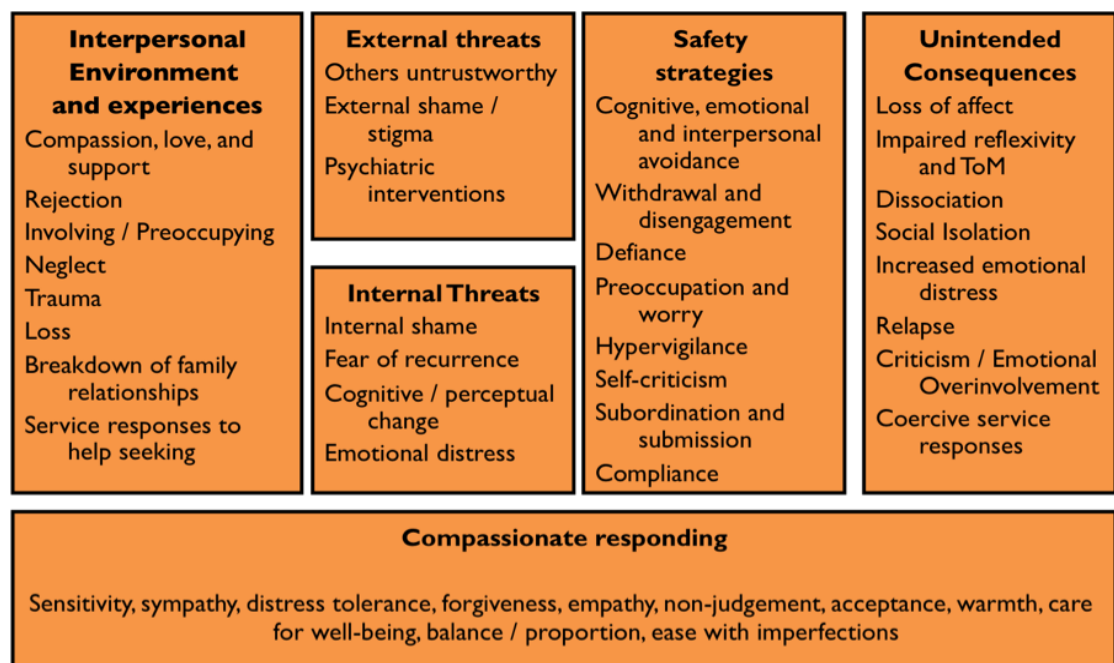 Interpersonal
Environment
and experiences
Compassion, love, and
support
Rejection
Involving / Preoccupying
Neglect
Trauma
Loss
Breakdown of family
relationships
Service responses to
help seeking
External threats
Others untrustworthy
External shame /
stigma
Psychiatric
interventions
Internal Threats
Internal shame
Fear of recurrence
Cognitive / perceptual
change
Emotional distress
Safety
strategies
Cognitive, emotional
and interpersonal
avoidance
Withdrawal and
disengagement
Defiance
Preoccupation and
worry
Hypervigilance
Self-criticism
Subordination and
submission
Compliance
Unintended
Consequences
Loss of affect
Impaired reflexivity
and ToM
Dissociation
Social Isolation
Increased emotional
distress
Relapse
Criticism / Emotional
Overinvolvement
Coercive service
responses
Compassionate responding
Sensitivity, sympathy, distress tolerance, forgiveness, empathy, non-judgement, acceptance, warmth, care
for well-being, balance / proportion, ease with imperfections